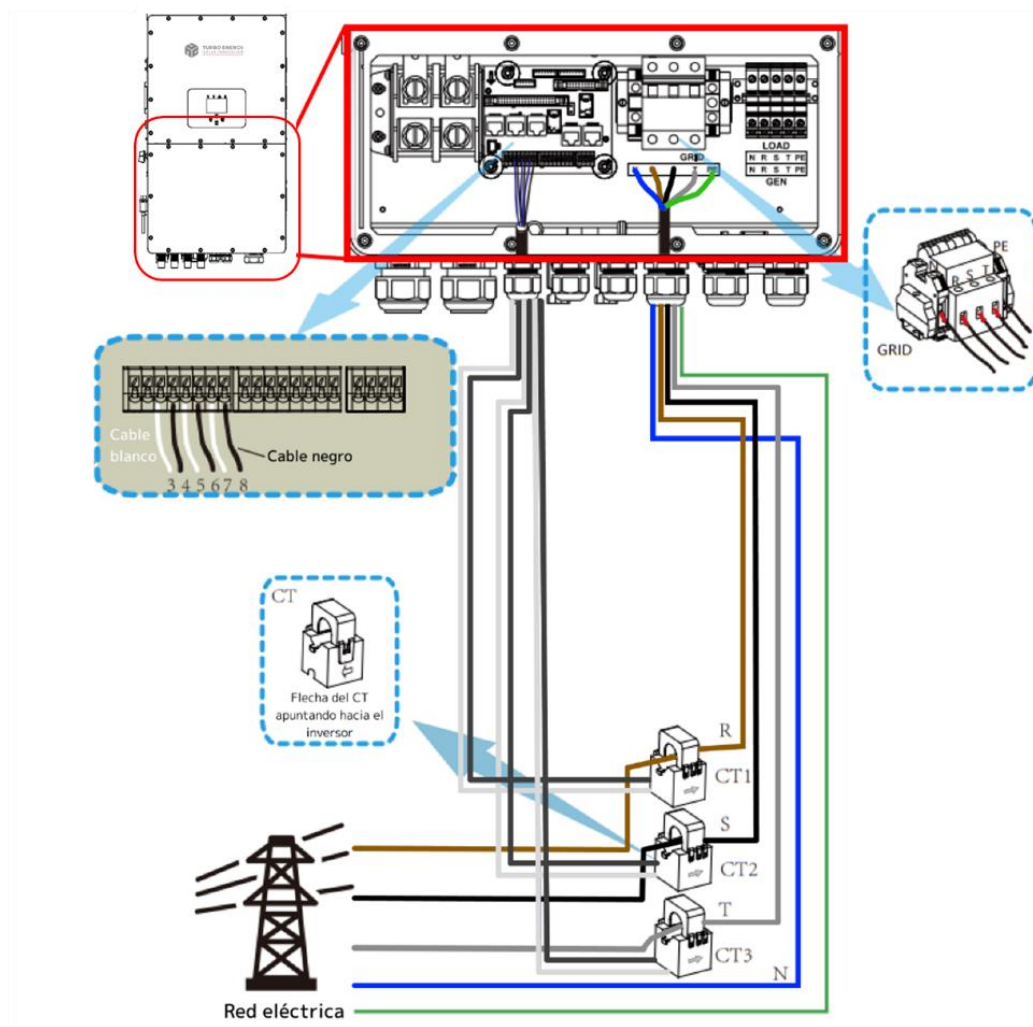 TURBO ENERGY
GRID
LOAD
N R S T PE
N R S T PE
GEN
PE
R S T
GRID
Cable
blanco
Cable negro
3 4 5 6 7 8
CT
Flecha del CT
apuntando hacia el
inversor
R
CT1
S
CT2
T
CT3
N
Red eléctrica